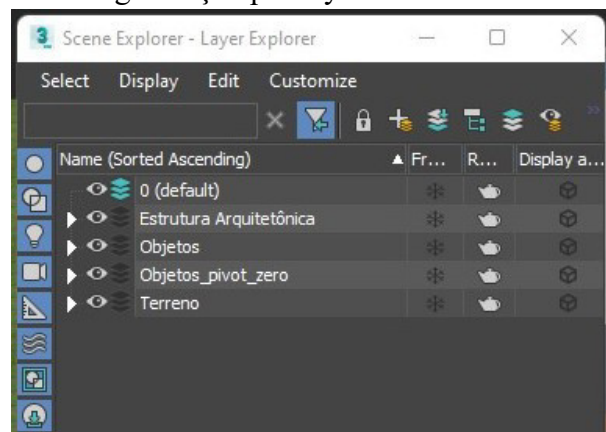 Scene Explorer - Layer Explorer
Select Display Edit Customize
Name (Sorted Ascending) Fr... R... Display a...
0 (default)
Estrutura Arquitetônica
Objetos
Objetos_pivot_zero
Terreno